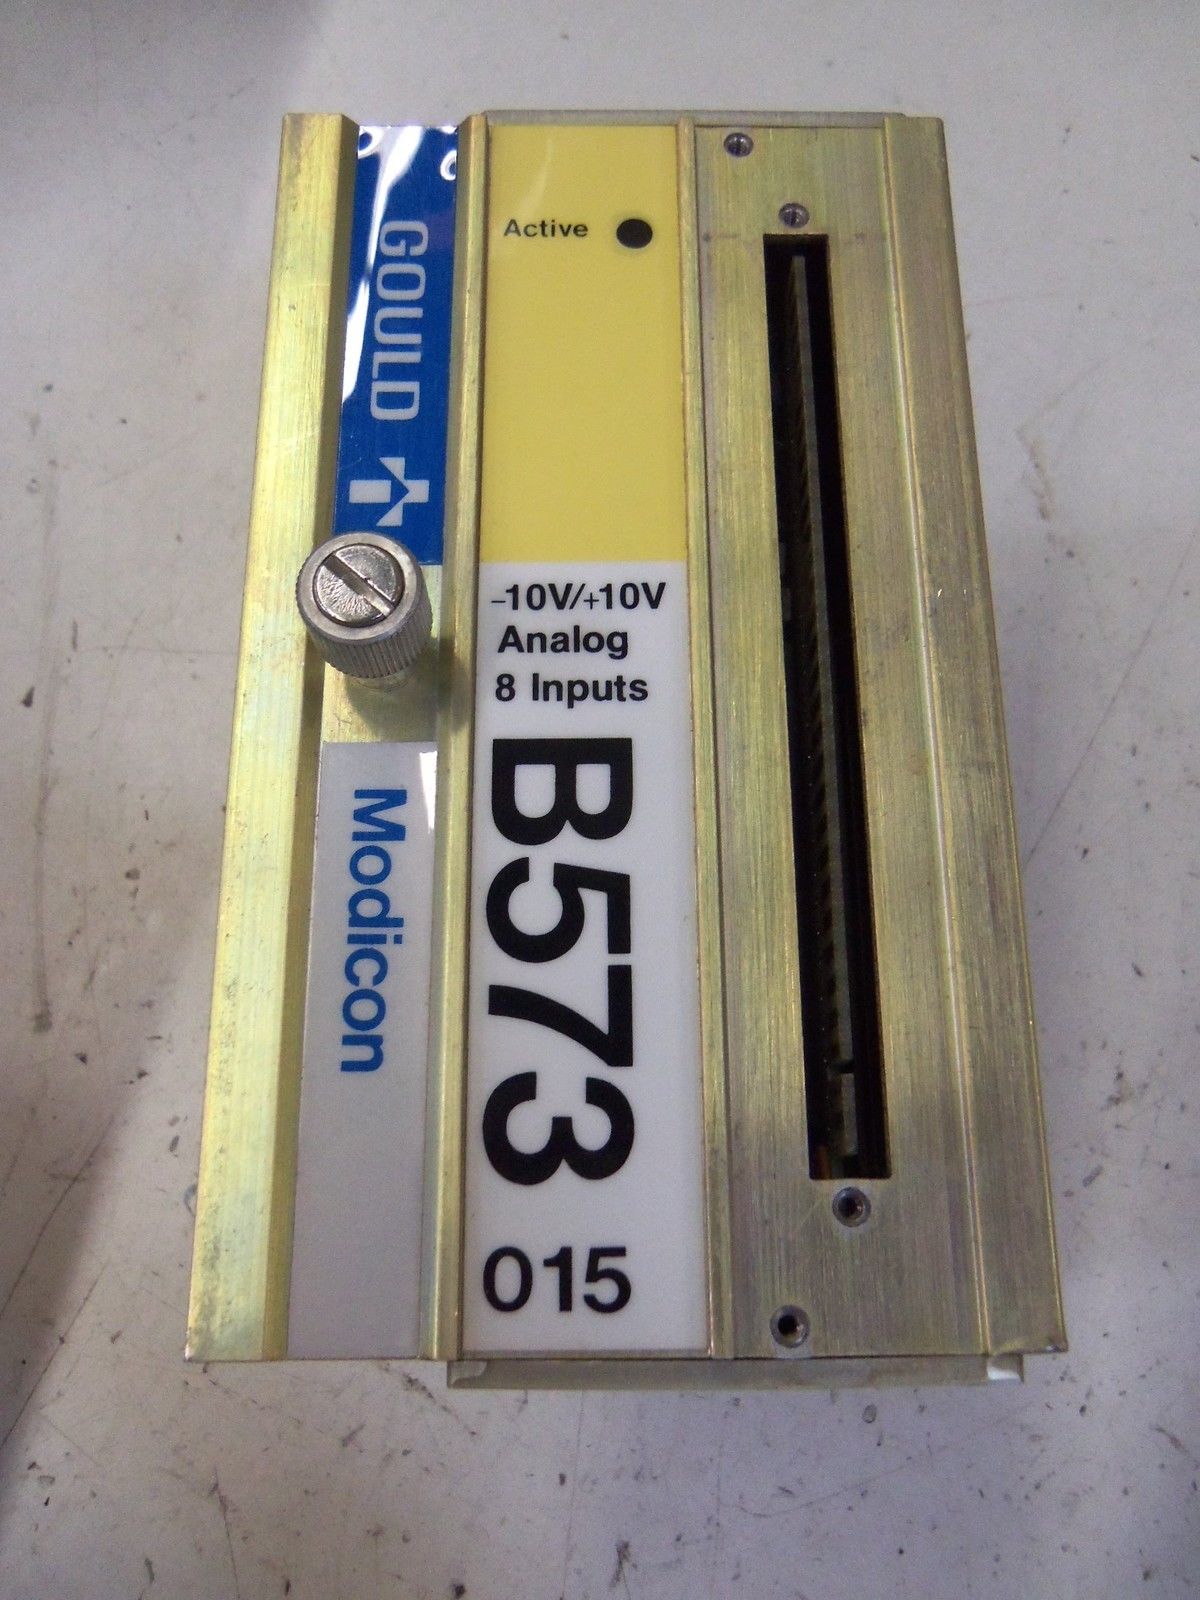 GOULD
Modicon
Active
-10V/+10V
Analog
8 Inputs
B573
015